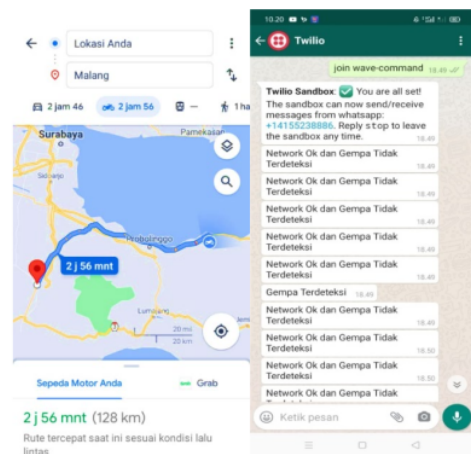 Lokasi Anda
Malang
2 jam 46
2 jam 56
—
1 ha
Surabaya
Pamekasan
Sidoarjo
Probolinggo
2 j 56 mnt
Lumajang
Jem
20 mi
20 km
Sepeda Motor Anda
Grab
2 j 56 mnt (128 km)
Rute tercepat saat ini sesuai kondisi lalu
lintas
10.20
Twilio
join wave-command 18.49
Twilio Sandbox: ✅ You are all set!
The sandbox can now send/receive
messages from whatsapp:
+14155238886. Reply stop to leave
the sandbox any time. 18.49
Network Ok dan Gempa Tidak
Terdeteksi 18.49
Network Ok dan Gempa Tidak
Terdeteksi 18.49
Network Ok dan Gempa Tidak
Terdeteksi 18.49
Network Ok dan Gempa Tidak
Terdeteksi 18.49
Network Ok dan Gempa Tidak
Terdeteksi 18.49
Gempa Terdeteksi 18.49
Network Ok dan Gempa Tidak
Terdeteksi 18.49
Network Ok dan Gempa Tidak
Terdeteksi 18.50
Network Ok dan Gempa Tidak
Terdeteksi 18.50
Network Ok dan Gempa Tidak
Terdeteksi
Ketik pesan